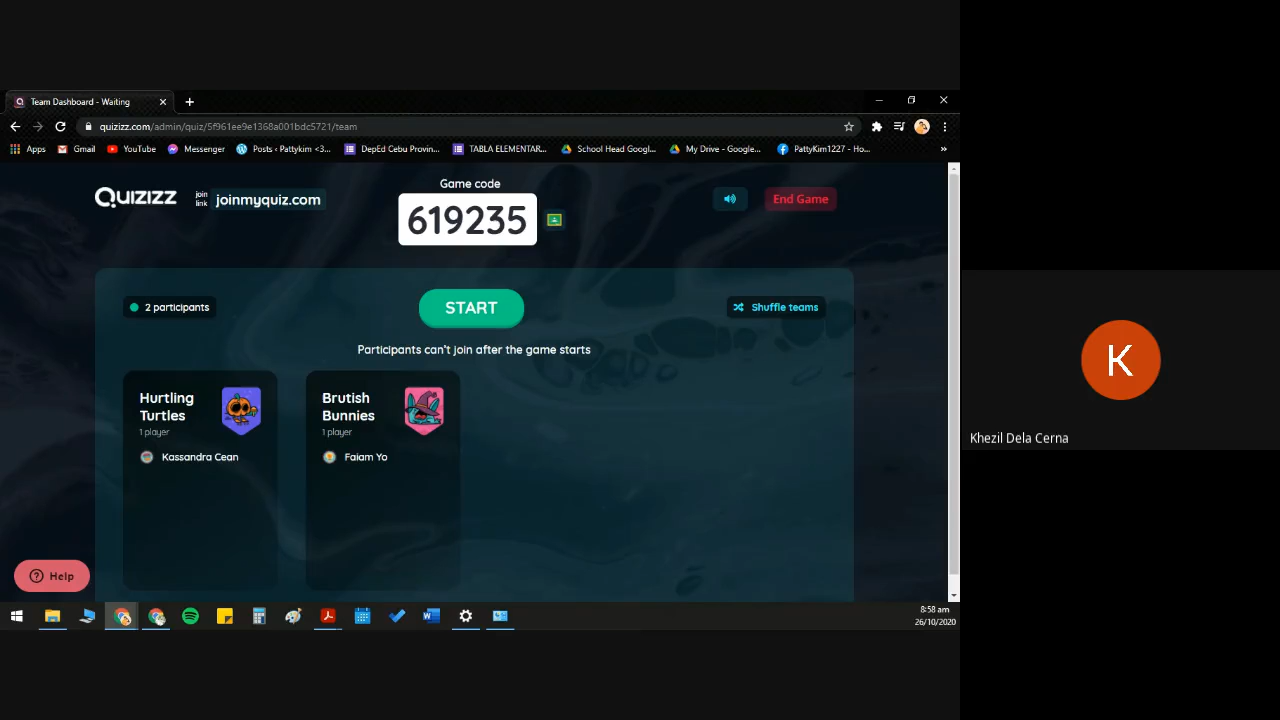 Team Dashboard - Waiting
quizizz.com/admin/quiz/5f961ee9e1368a001bdc5721/team
Apps Gmail YouTube Messenger Posts ‹ Pattykim <3... DepEd Cebu Provin... TABLA ELEMENTAR... School Head Googl... My Drive - Google... PattyKim1227 - Ho... »
QUIZIZZ
join link joinmyquiz.com
Game code
619235
End Game
2 participants
START
Shuffle teams
Participants can't join after the game starts
Hurtling Turtles
1 player
Kassandra Cean
Brutish Bunnies
1 player
Faiam Yo
Help
8:58 am
26/10/2020
K
Khezil Dela Cerna